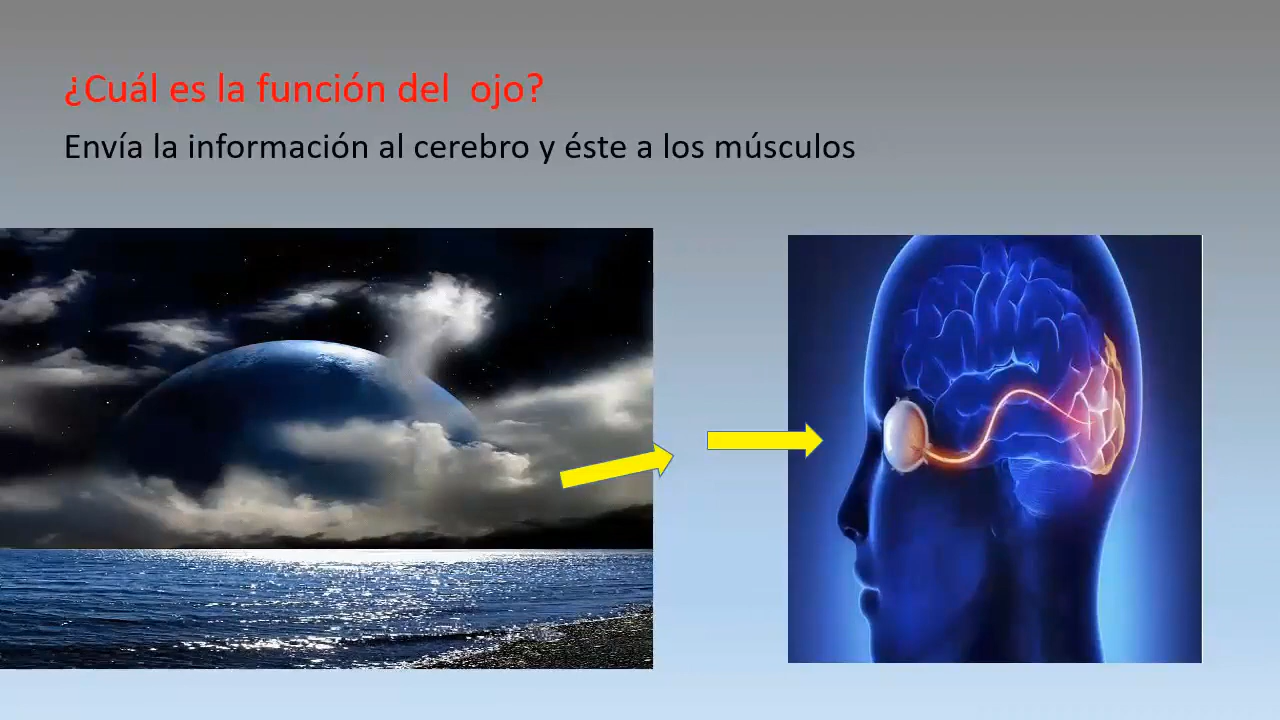 ¿Cuál es la función del  ojo?
Envía la información al cerebro y éste a los músculos